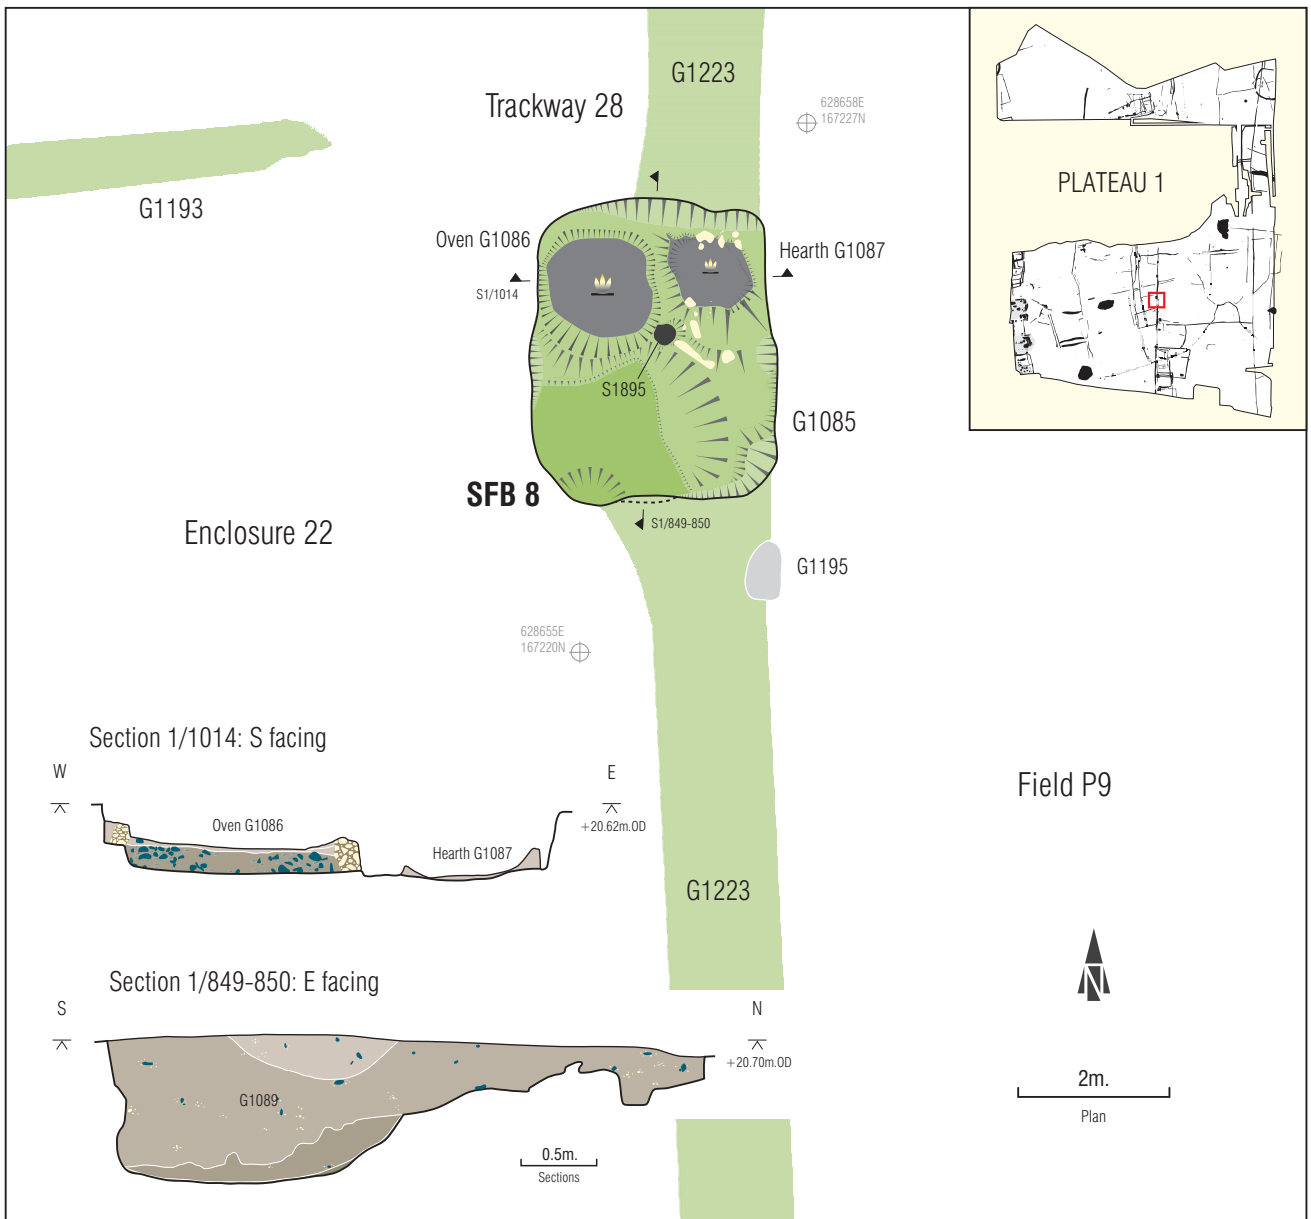 G1223
Trackway 28
628658E
167227N
PLATEAU 1
G1193
Oven G1086
Hearth G1087
S1/1014
S1895
G1085
SFB 8
S1/849-850
Enclosure 22
G1195
628655E
167220N
Section 1/1014: S facing
W
E
+20.62m.OD
Oven G1086
Hearth G1087
Field P9
G1223
Section 1/849-850: E facing
S
N
+20.70m.OD
G1089
N
2m.
Plan
0.5m.
Sections